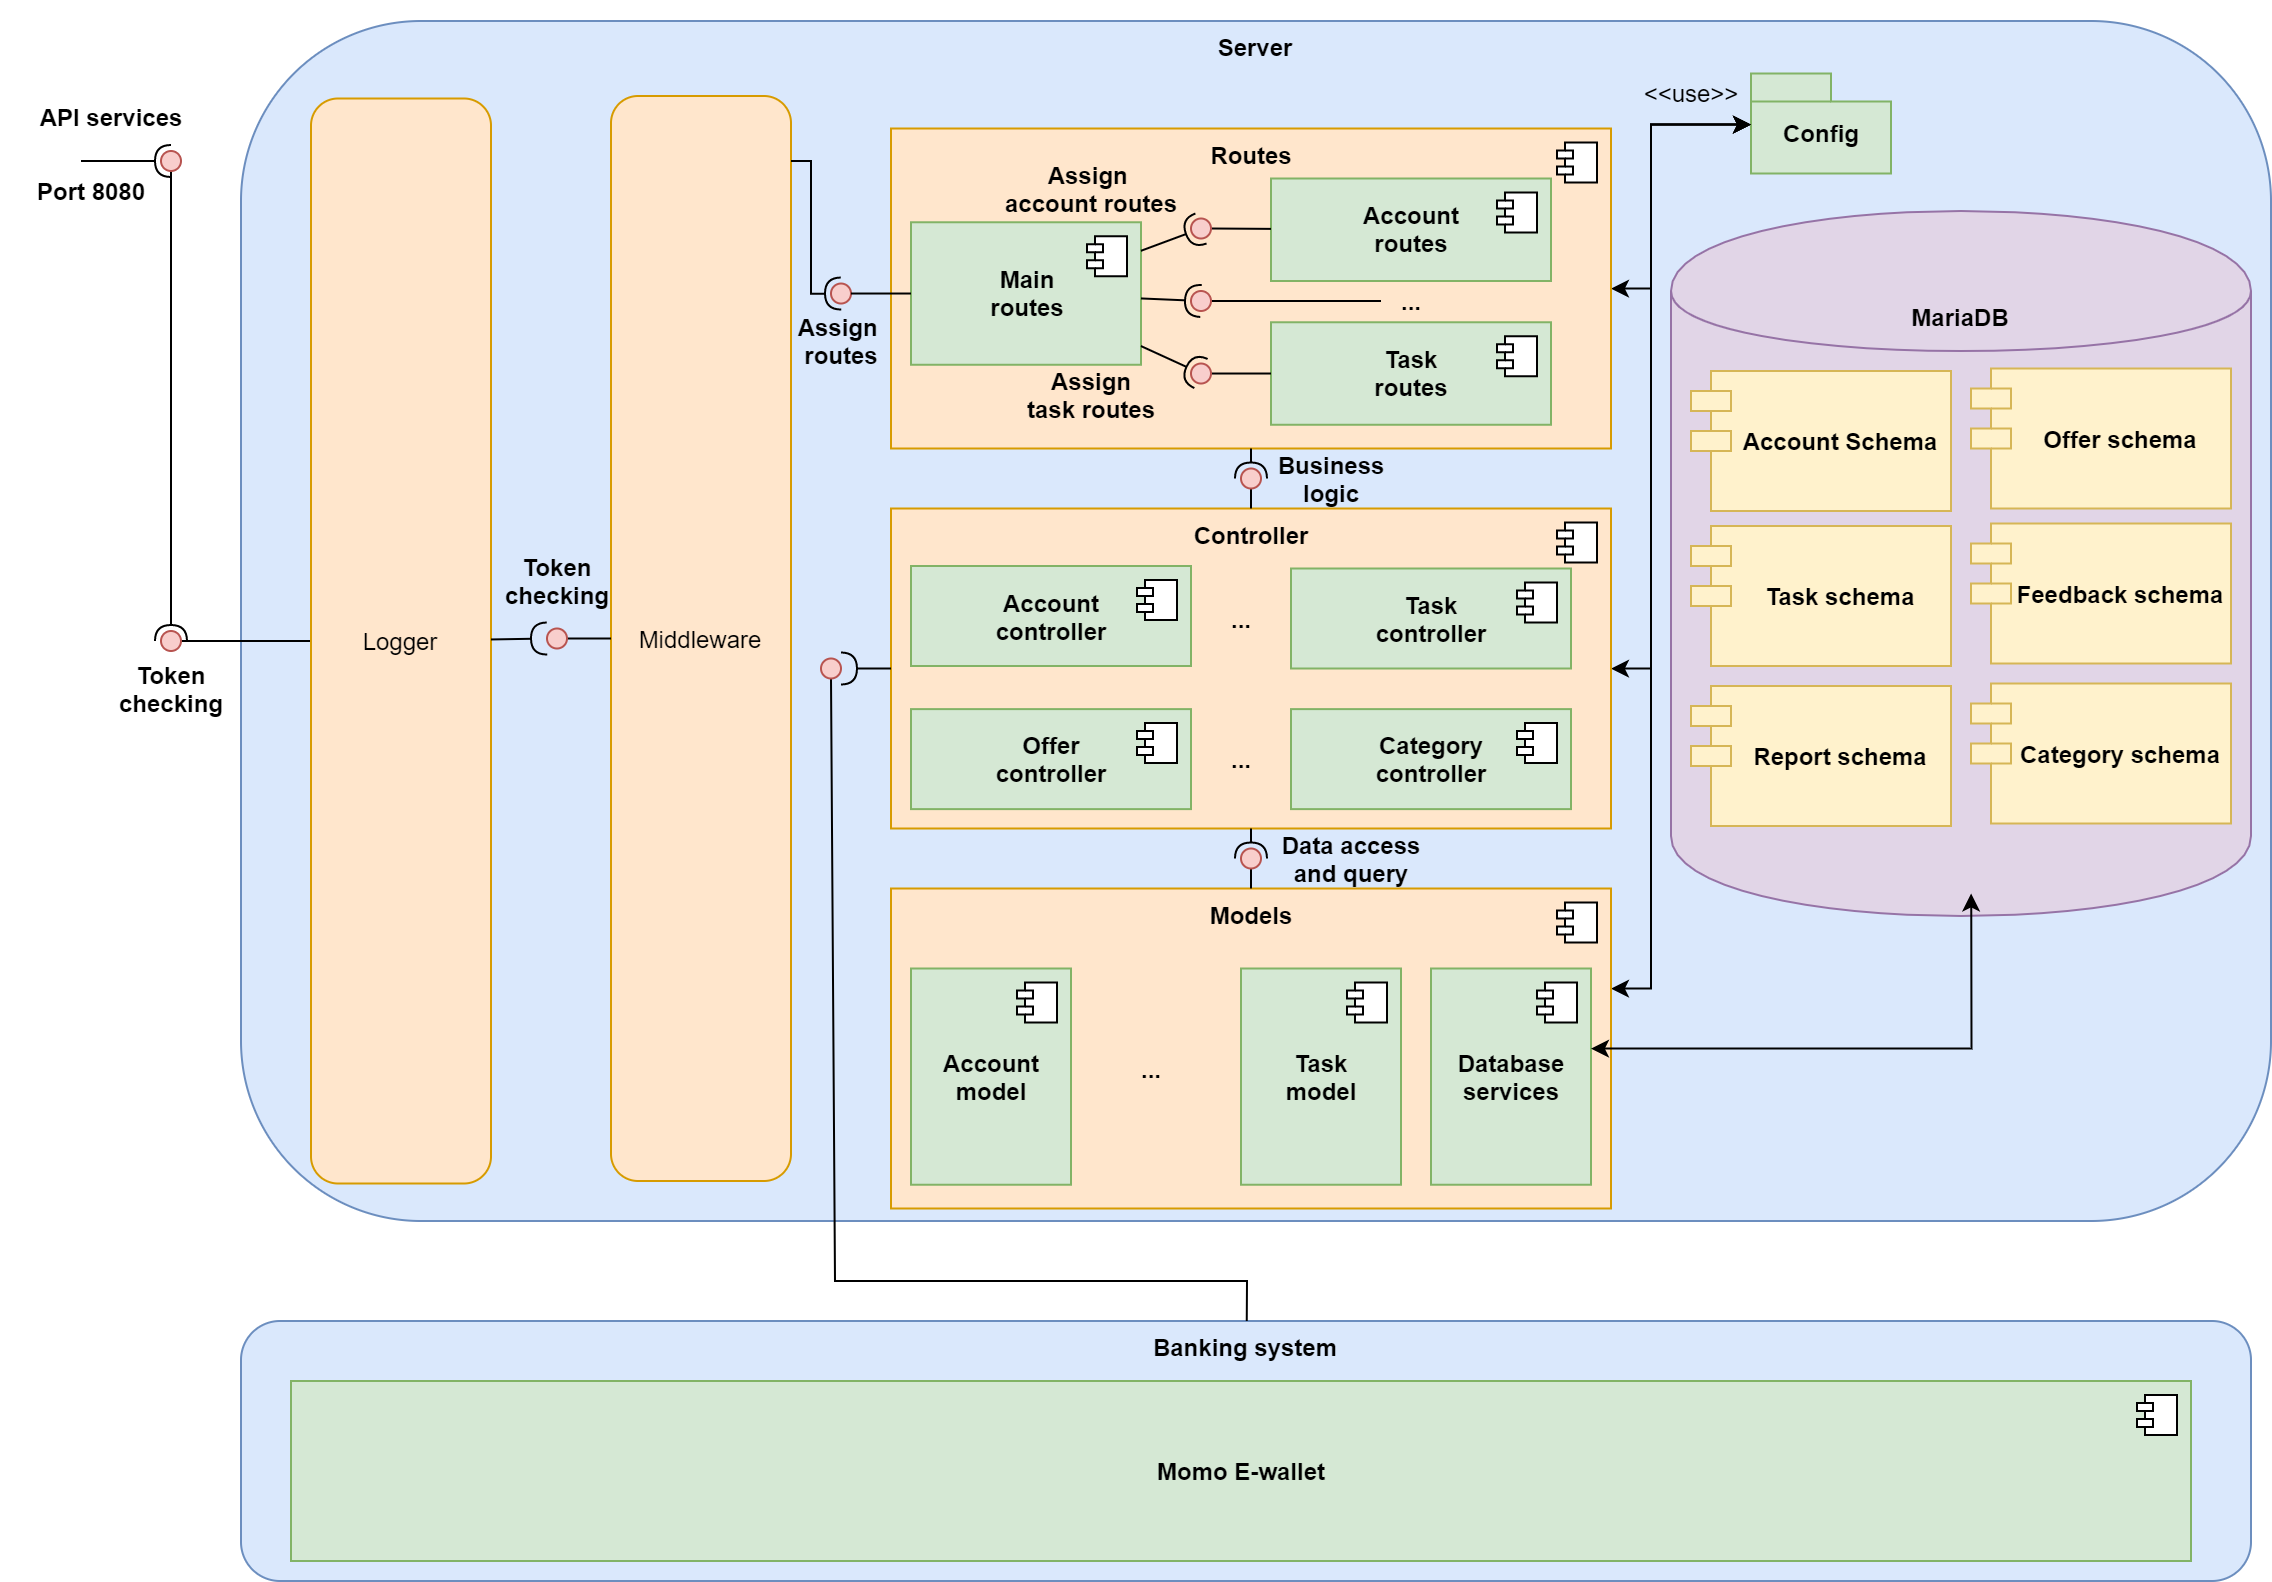 Server
API services
Port 8080
Token
checking
Logger
Token
checking
Middleware
Assign
routes
Routes
Assign
account routes
Main
routes
Account
routes
...
Task
routes
Assign
task routes
Business
logic
Controller
Account
controller
...
Task
controller
Offer
controller
...
Category
controller
Data access
and query
Models
Account
model
...
Task
model
Database
services
<<use>>
Config
MariaDB
Account Schema
Offer schema
Task schema
Feedback schema
Report schema
Category schema
Banking system
Momo E-wallet